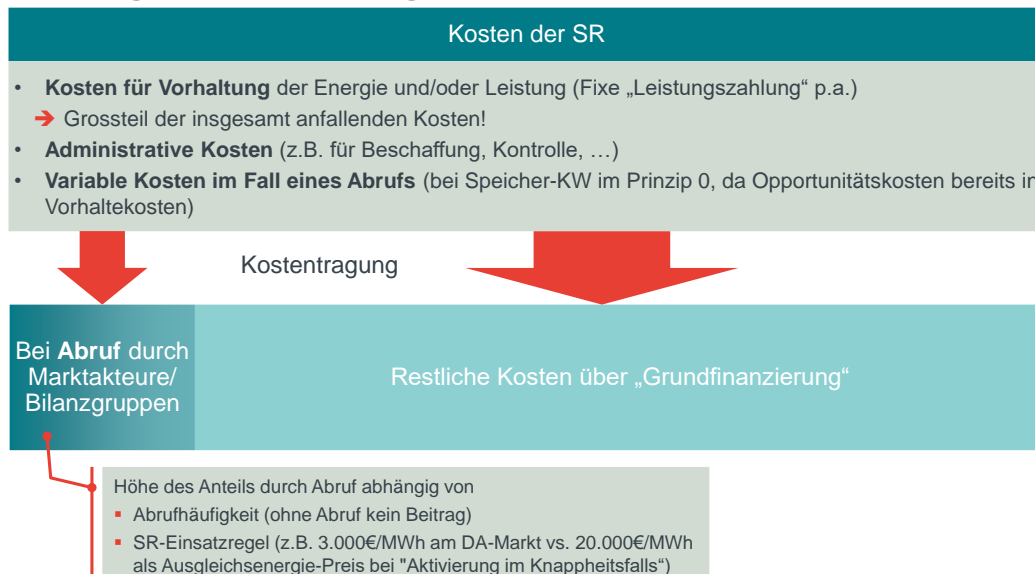 Kosten der SR
• Kosten für Vorhaltung der Energie und/oder Leistung (Fixe „Leistungszahlung“ p.a.)
➔ Grossteil der insgesamt anfallenden Kosten!
• Administrative Kosten (z.B. für Beschaffung, Kontrolle, …)
• Variable Kosten im Fall eines Abrufs (bei Speicher-KW im Prinzip 0, da Opportunitätskosten bereits in
Vorhaltekosten)
Kostentragung
Bei Abruf durch
Marktakteure/
Bilanzgruppen
Restliche Kosten über „Grundfinanzierung“
Höhe des Anteils durch Abruf abhängig von
▪ Abrufhäufigkeit (ohne Abruf kein Beitrag)
▪ SR-Einsatzregel (z.B. 3.000€/MWh am DA-Markt vs. 20.000€/MWh
als Ausgleichsenergie-Preis bei "Aktivierung im Knappheitsfalls“)